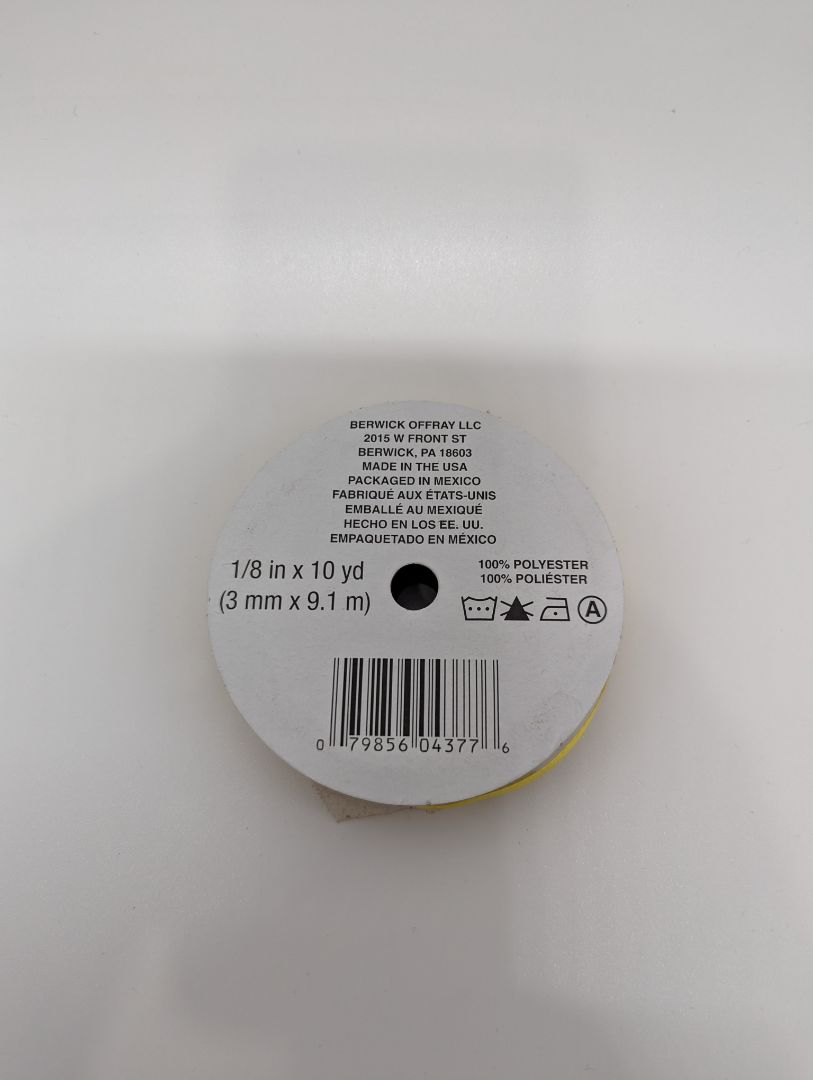 BERWICK OFFRAY LLC
2015 W FRONT ST
BERWICK, PA 18603
MADE IN THE USA
PACKAGED IN MEXICO
FABRIQUÉ AUX ÉTATS-UNIS
EMBALLÉ AU MEXIQUÉ
HECHO EN LOS EE. UU.
EMPAQUETADO EN MÉXICO
1/8 in x 10 yd
(3 mm x 9.1 m)
100% POLYESTER
100% POLIÉSTER
A
0 79856 04377 6